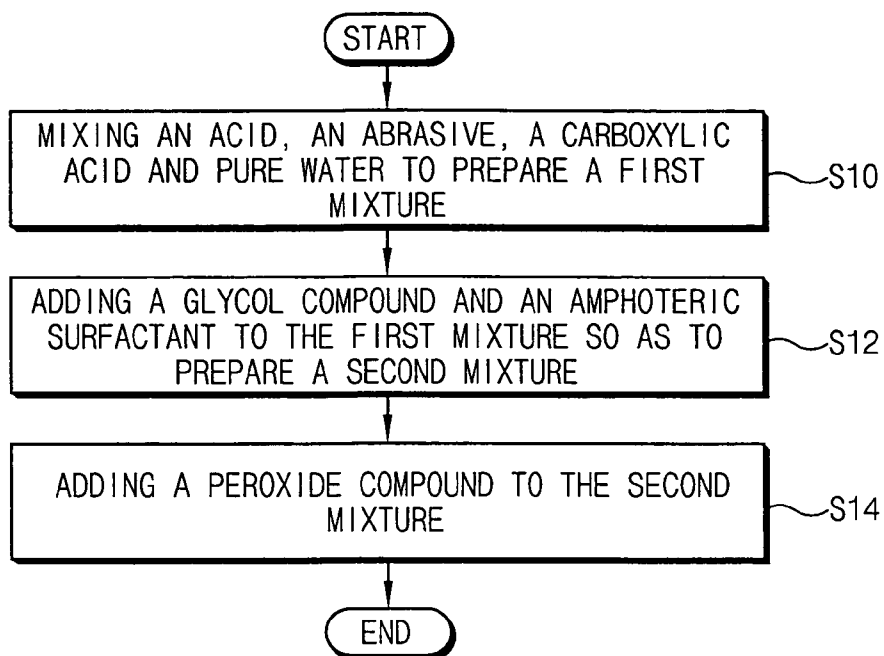 START
MIXING AN ACID, AN ABRASIVE, A CARBOXYLIC
ACID AND PURE WATER TO PREPARE A FIRST
MIXTURE
S10
ADDING A GLYCOL COMPOUND AND AN AMPHOTERIC
SURFACTANT TO THE FIRST MIXTURE SO AS TO
PREPARE A SECOND MIXTURE
S12
ADDING A PEROXIDE COMPOUND TO THE SECOND
MIXTURE
S14
END